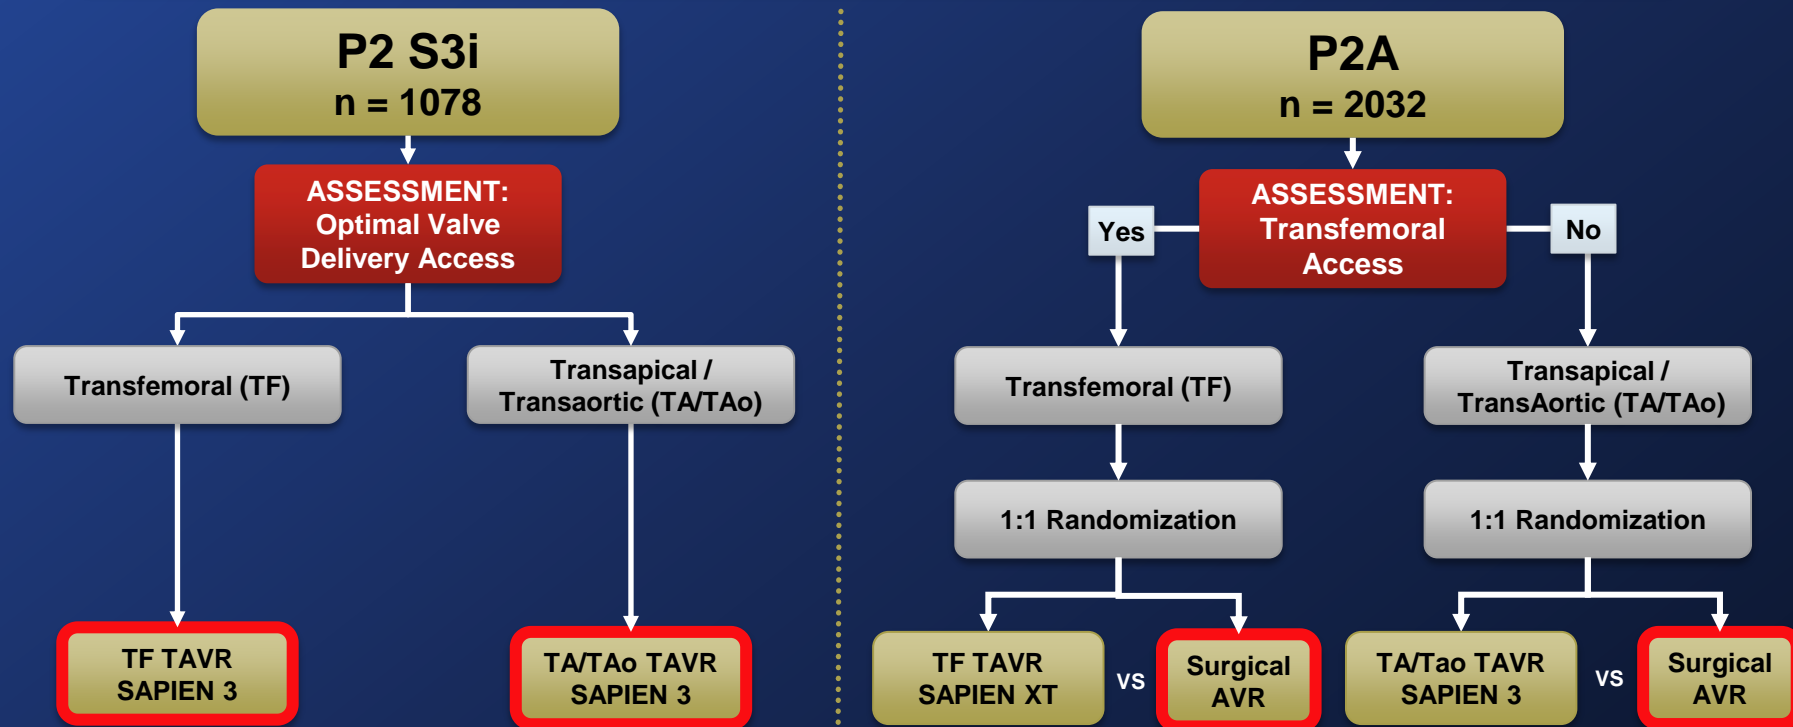 P2 S3i
n = 1078
ASSESSMENT:
Optimal Valve
Delivery Access
Transfemoral (TF)
Transapical /
Transaortic (TA/TAo)
TF TAVR
SAPIEN 3
TA/TAo TAVR
SAPIEN 3
P2A
n = 2032
ASSESSMENT:
Transfemoral
Access
Yes
No
Transfemoral (TF)
Transapical /
TransAortic (TA/TAo)
1:1 Randomization
1:1 Randomization
TF TAVR
SAPIEN XT
VS
Surgical
AVR
TA/Tao TAVR
SAPIEN 3
VS
Surgical
AVR